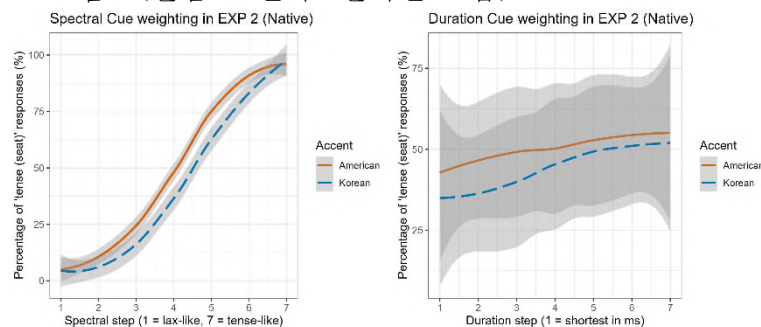 Spectral Cue weighting in EXP 2 (Native)
Percentage of 'tense (seat)' responses (%)
100
75
50
25
0
1 2 3 4 5 6 7
Spectral step (1 = lax-like, 7 = tense-like)
Accent
American
Korean
Duration Cue weighting in EXP 2 (Native)
Percentage of 'tense (seat)' responses (%)
75
50
25
1 2 3 4 5 6 7
Duration step (1 = shortest in ms)
Accent
American
Korean